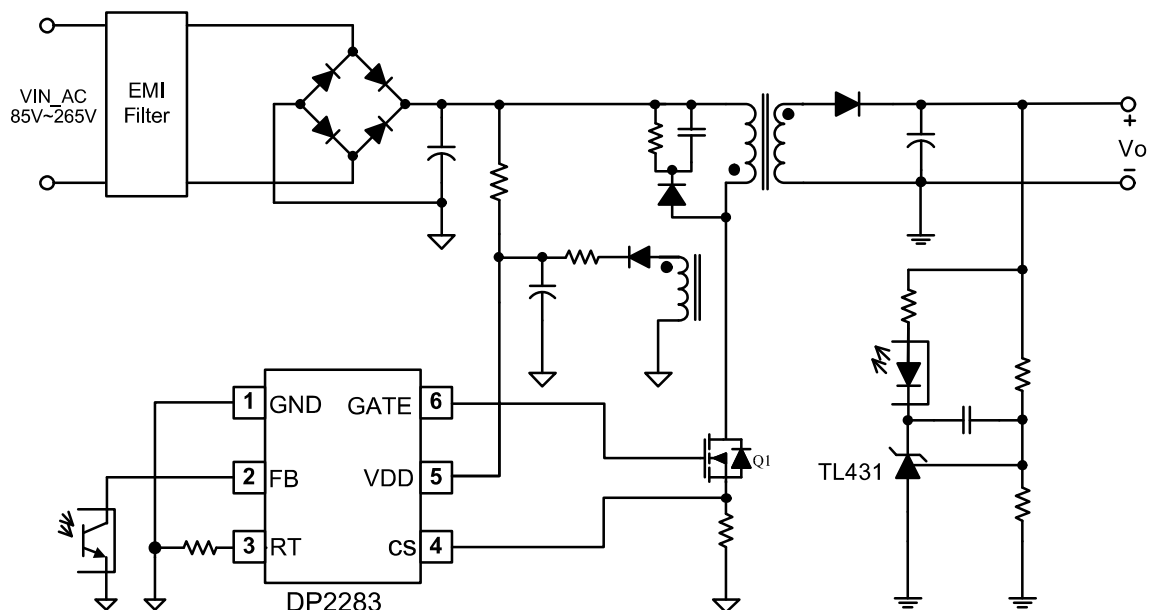 VIN_AC
85V~265V
EMI
Filter
+
Vo
−
1 GND
GATE 6
2 FB
VDD 5
3 RT
CS 4
Q1
TL431
DP2283